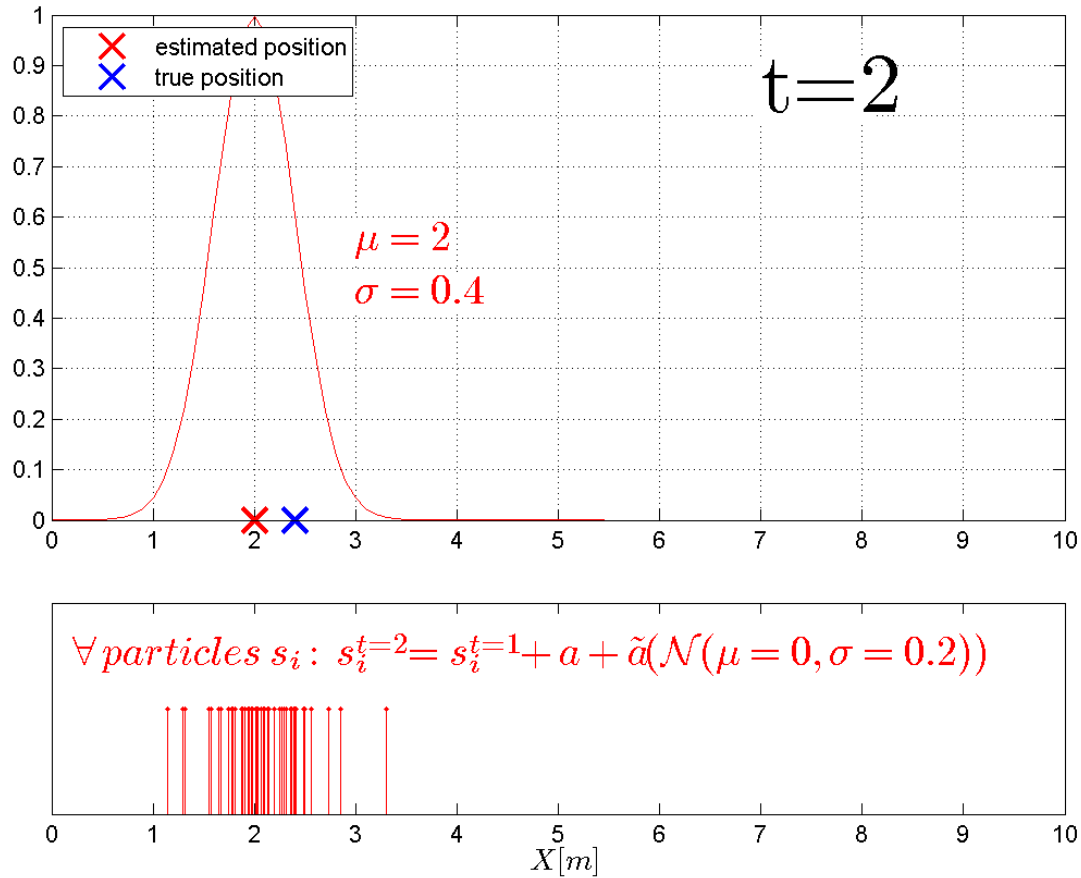 1
0.9
0.8
0.7
0.6
0.5
0.4
0.3
0.2
0.1
0
estimated position
true position
t=2
μ = 2
σ = 0.4
0 1 2 3 4 5 6 7 8 9 10
∀ particles s_i : s_i^{t=2} = s_i^{t=1} + a + ã(𝒩(μ = 0, σ = 0.2))
0 1 2 3 4 5 6 7 8 9 10
X[m]